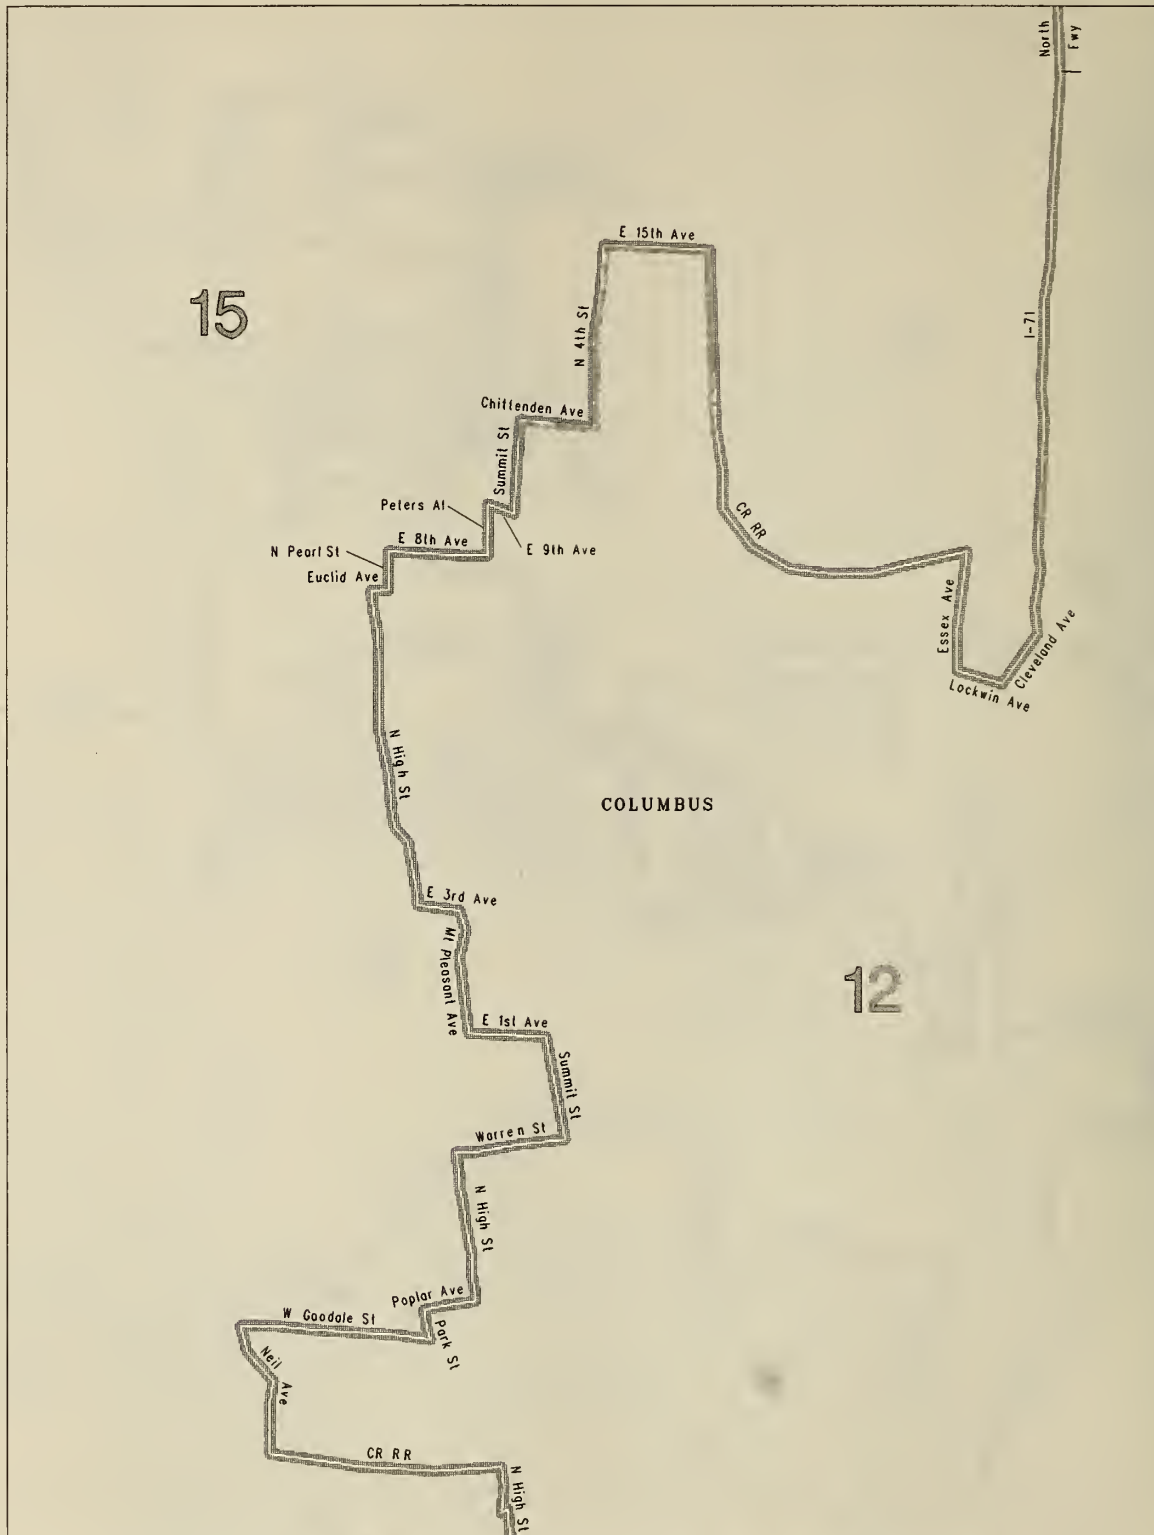 North
Fwy
E 15th Ave
15
N 4th St
I-71
Chittenden Ave
Summit St
Peters Al
CR RR
E 8th Ave
E 9th Ave
N Pearl St
Euclid Ave
Essex Ave
Cleveland Ave
Lockwin Ave
N High St
COLUMBUS
E 3rd Ave
Mt Pleasant Ave
12
E 1st Ave
Summit St
Warren St
N High St
Poplar Ave
W Goodale St
Park St
Neil Ave
CR RR
N High St